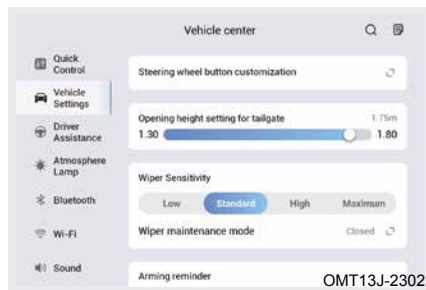 Vehicle center
Quick
Control
Vehicle
Settings
Driver
Assistance
Atmosphere
Lamp
Bluetooth
Wi-Fi
Sound
Steering wheel button customization
Opening height setting for tailgate 1.75m
1.30 1.80
Wiper Sensitivity
Low Standard High Maximum
Wiper maintenance mode Closed
Arming reminder
OMT13J-2302